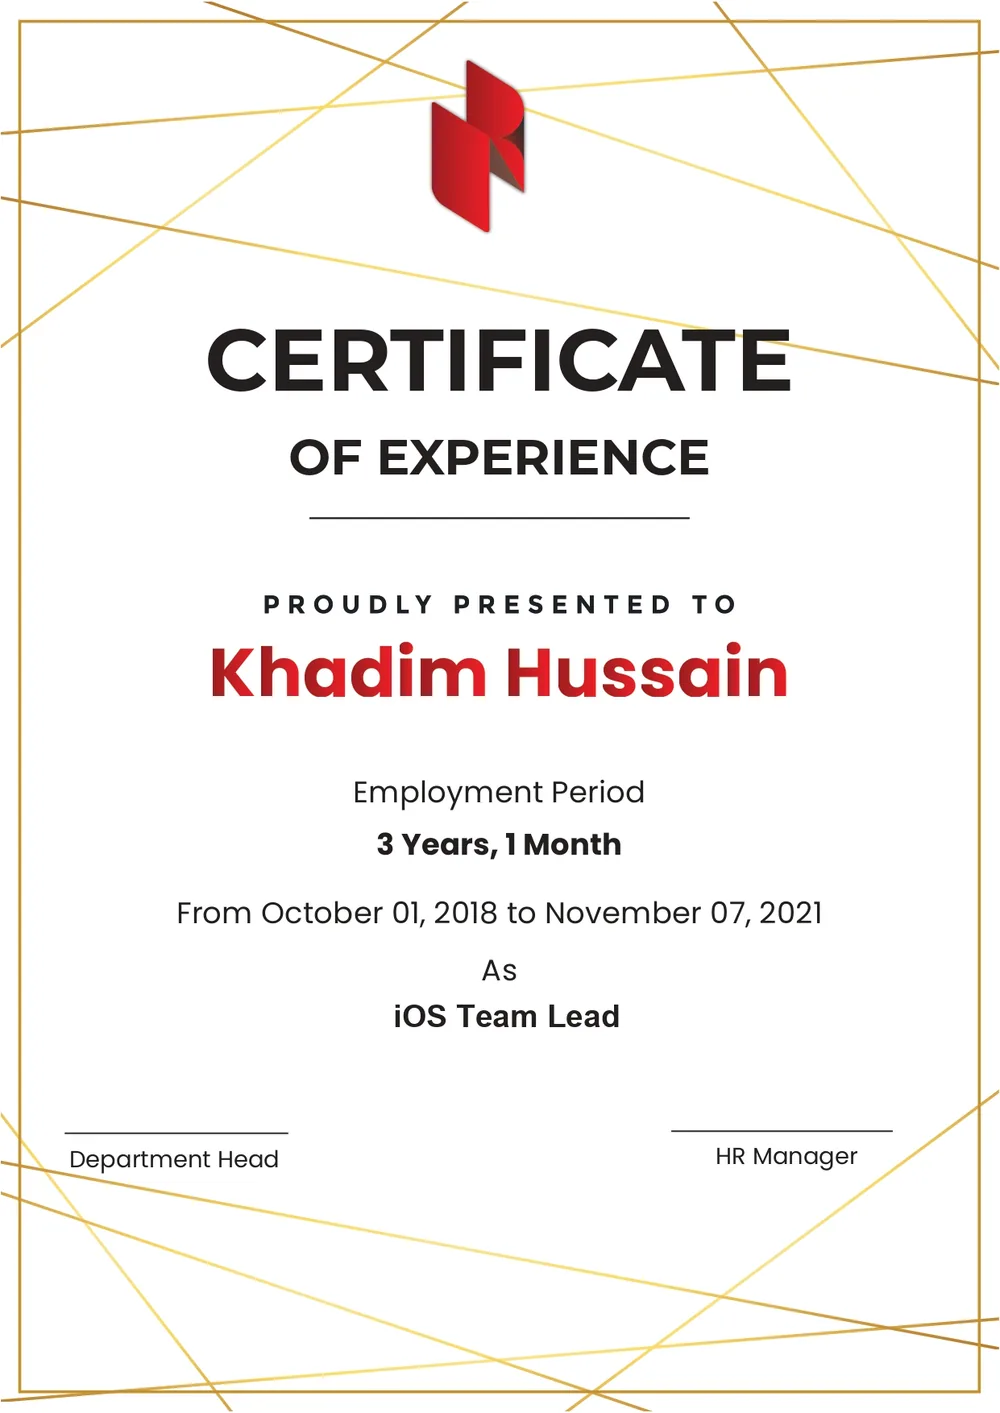 CERTIFICATE
OF EXPERIENCE
PROUDLY PRESENTED TO
Khadim Hussain
Employment Period
3 Years, 1 Month
From October 01, 2018 to November 07, 2021
As
iOS Team Lead
Department Head
HR Manager